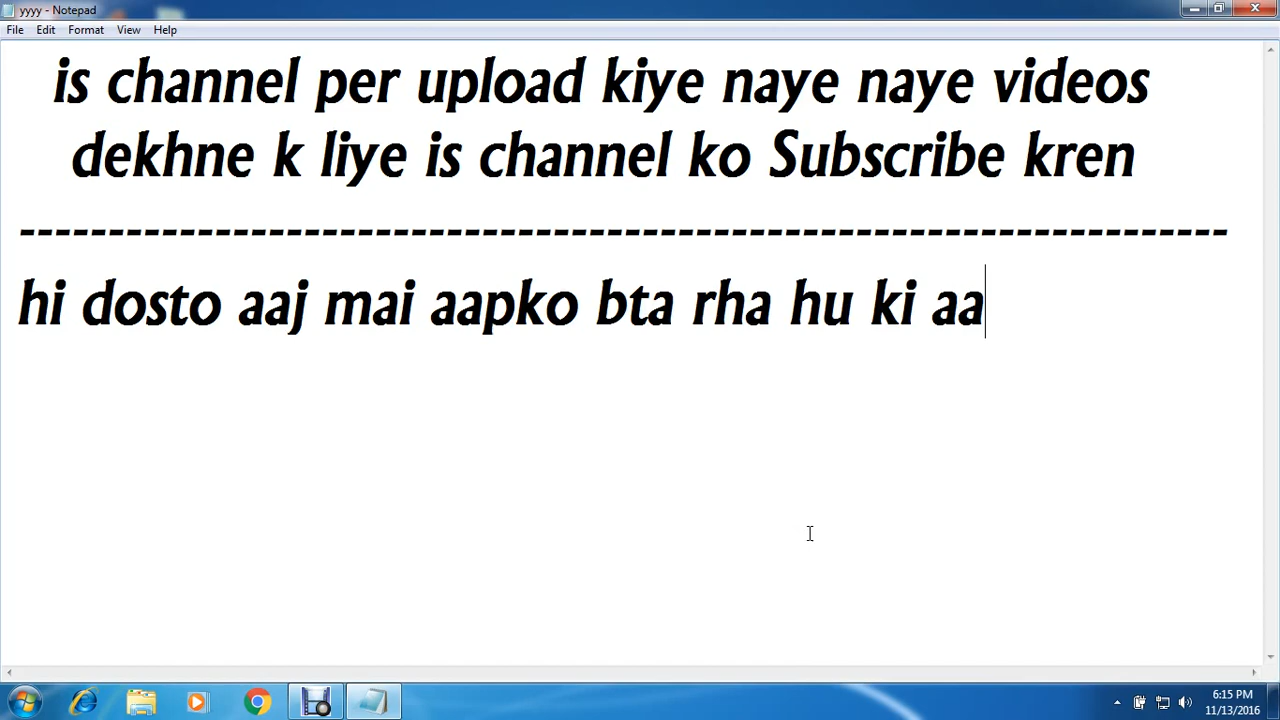 yyyy - Notepad
File Edit Format View Help
is channel per upload kiye naye naye videos
dekhne k liye is channel ko Subscribe kren
--------------------------------------------------------------------
hi dosto aaj mai aapko bta rha hu ki aa
6:15 PM
11/13/2016